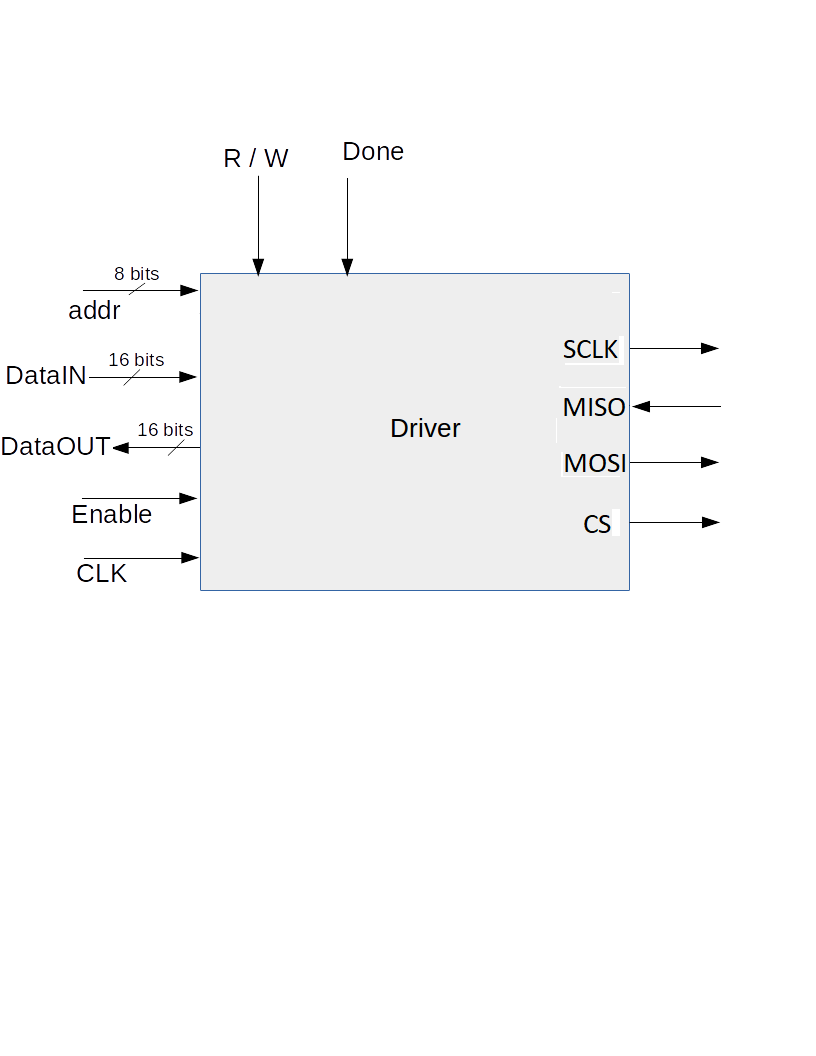 R / W
Done
8 bits
addr
16 bits
DataIN
16 bits
DataOUT
Enable
CLK
Driver
SCLK
MISO
MOSI
CS